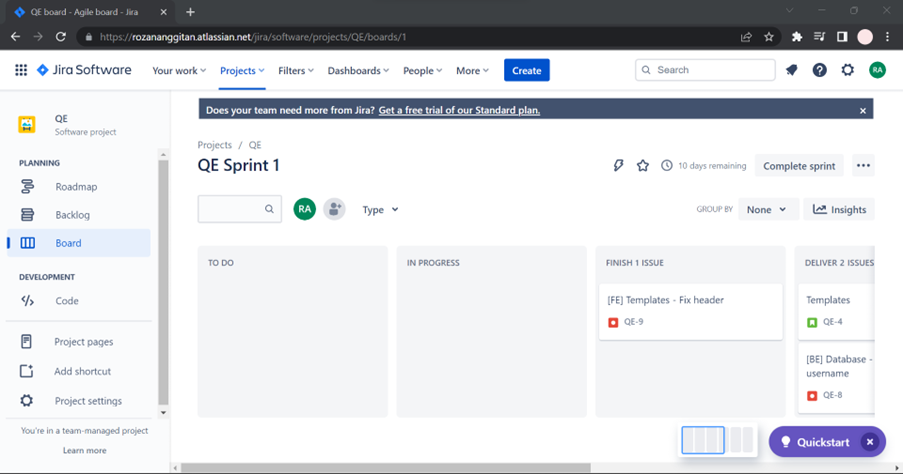 QE board - Agile board - Jira
https://rozananggitan.atlassian.net/jira/software/projects/QE/boards/1
Jira Software
Your work
Projects
Filters
Dashboards
People
More
Create
Search
RA
Does your team need more from Jira? Get a free trial of our Standard plan.
QE
Software project
PLANNING
Roadmap
Backlog
Board
DEVELOPMENT
Code
Project pages
Add shortcut
Project settings
You're in a team-managed project
Learn more
Projects / QE
QE Sprint 1
10 days remaining
Complete sprint
RA
Type
GROUP BY
None
Insights
TO DO
IN PROGRESS
FINISH 1 ISSUE
[FE] Templates - Fix header
QE-9
DELIVER 2 ISSUES
Templates
QE-4
[BE] Database -
username
QE-8
Quickstart